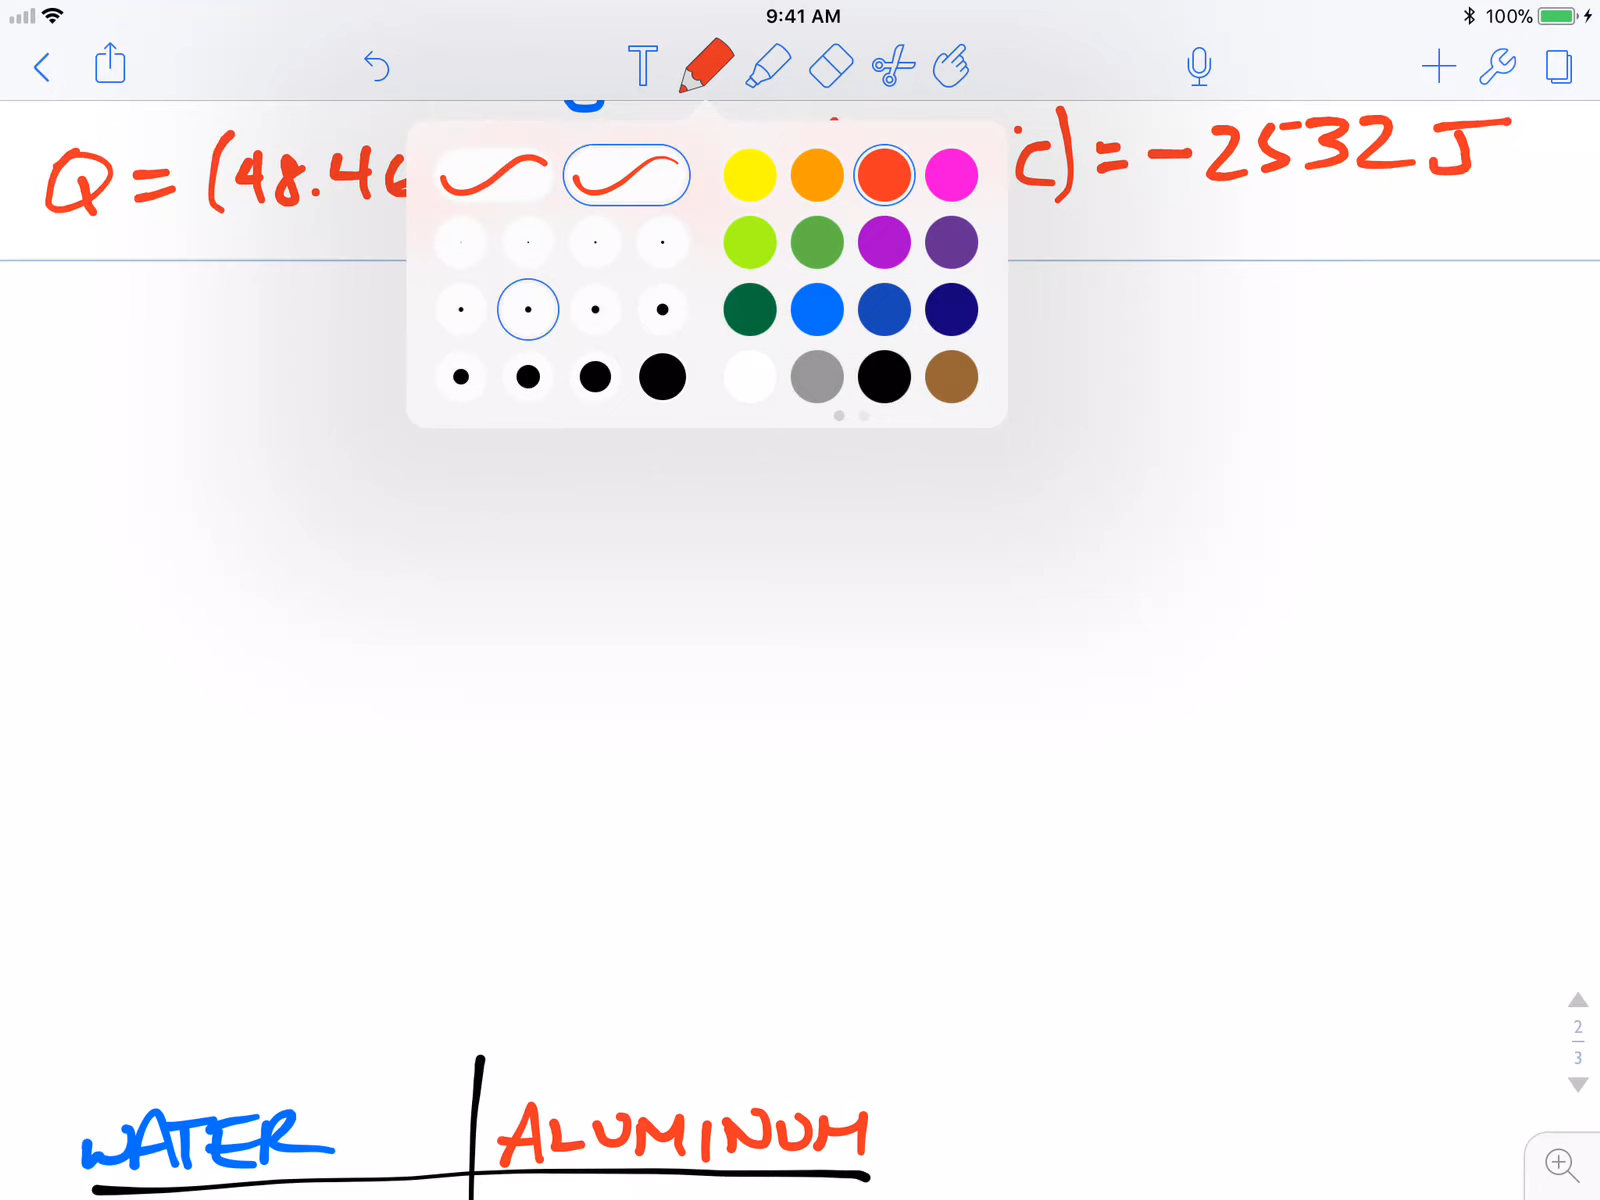 9:41 AM
100%
T
Q = (48.46 c) = -2532 J
2
3
WATER ALUMINUM